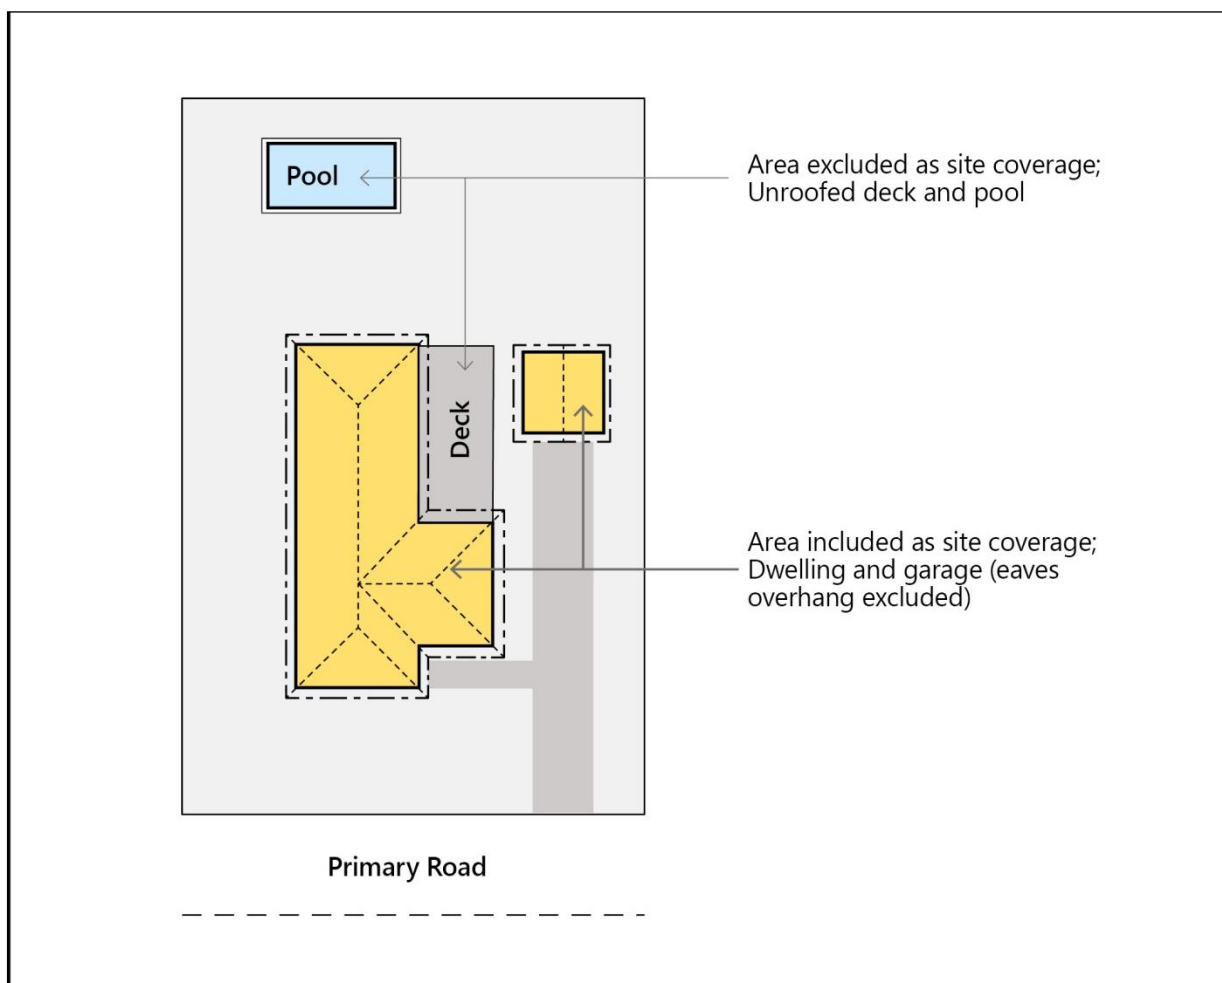 Pool
Area excluded as site coverage;
Unroofed deck and pool
Deck
Area included as site coverage;
Dwelling and garage (eaves
overhang excluded)
Primary Road